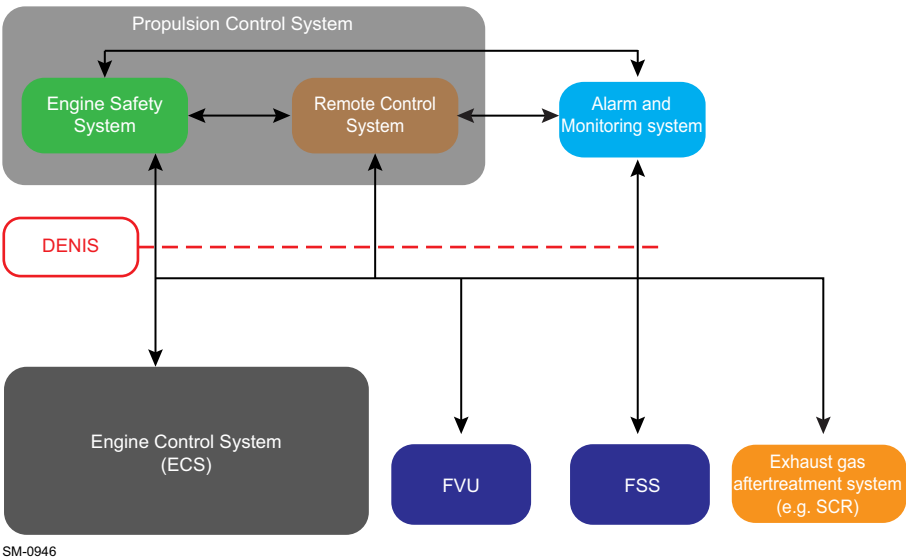 Propulsion Control System
Engine Safety
System
Remote Control
System
Alarm and
Monitoring system
DENIS
Engine Control System
(ECS)
FVU
FSS
Exhaust gas
aftertreatment system
(e.g. SCR)
SM-0946